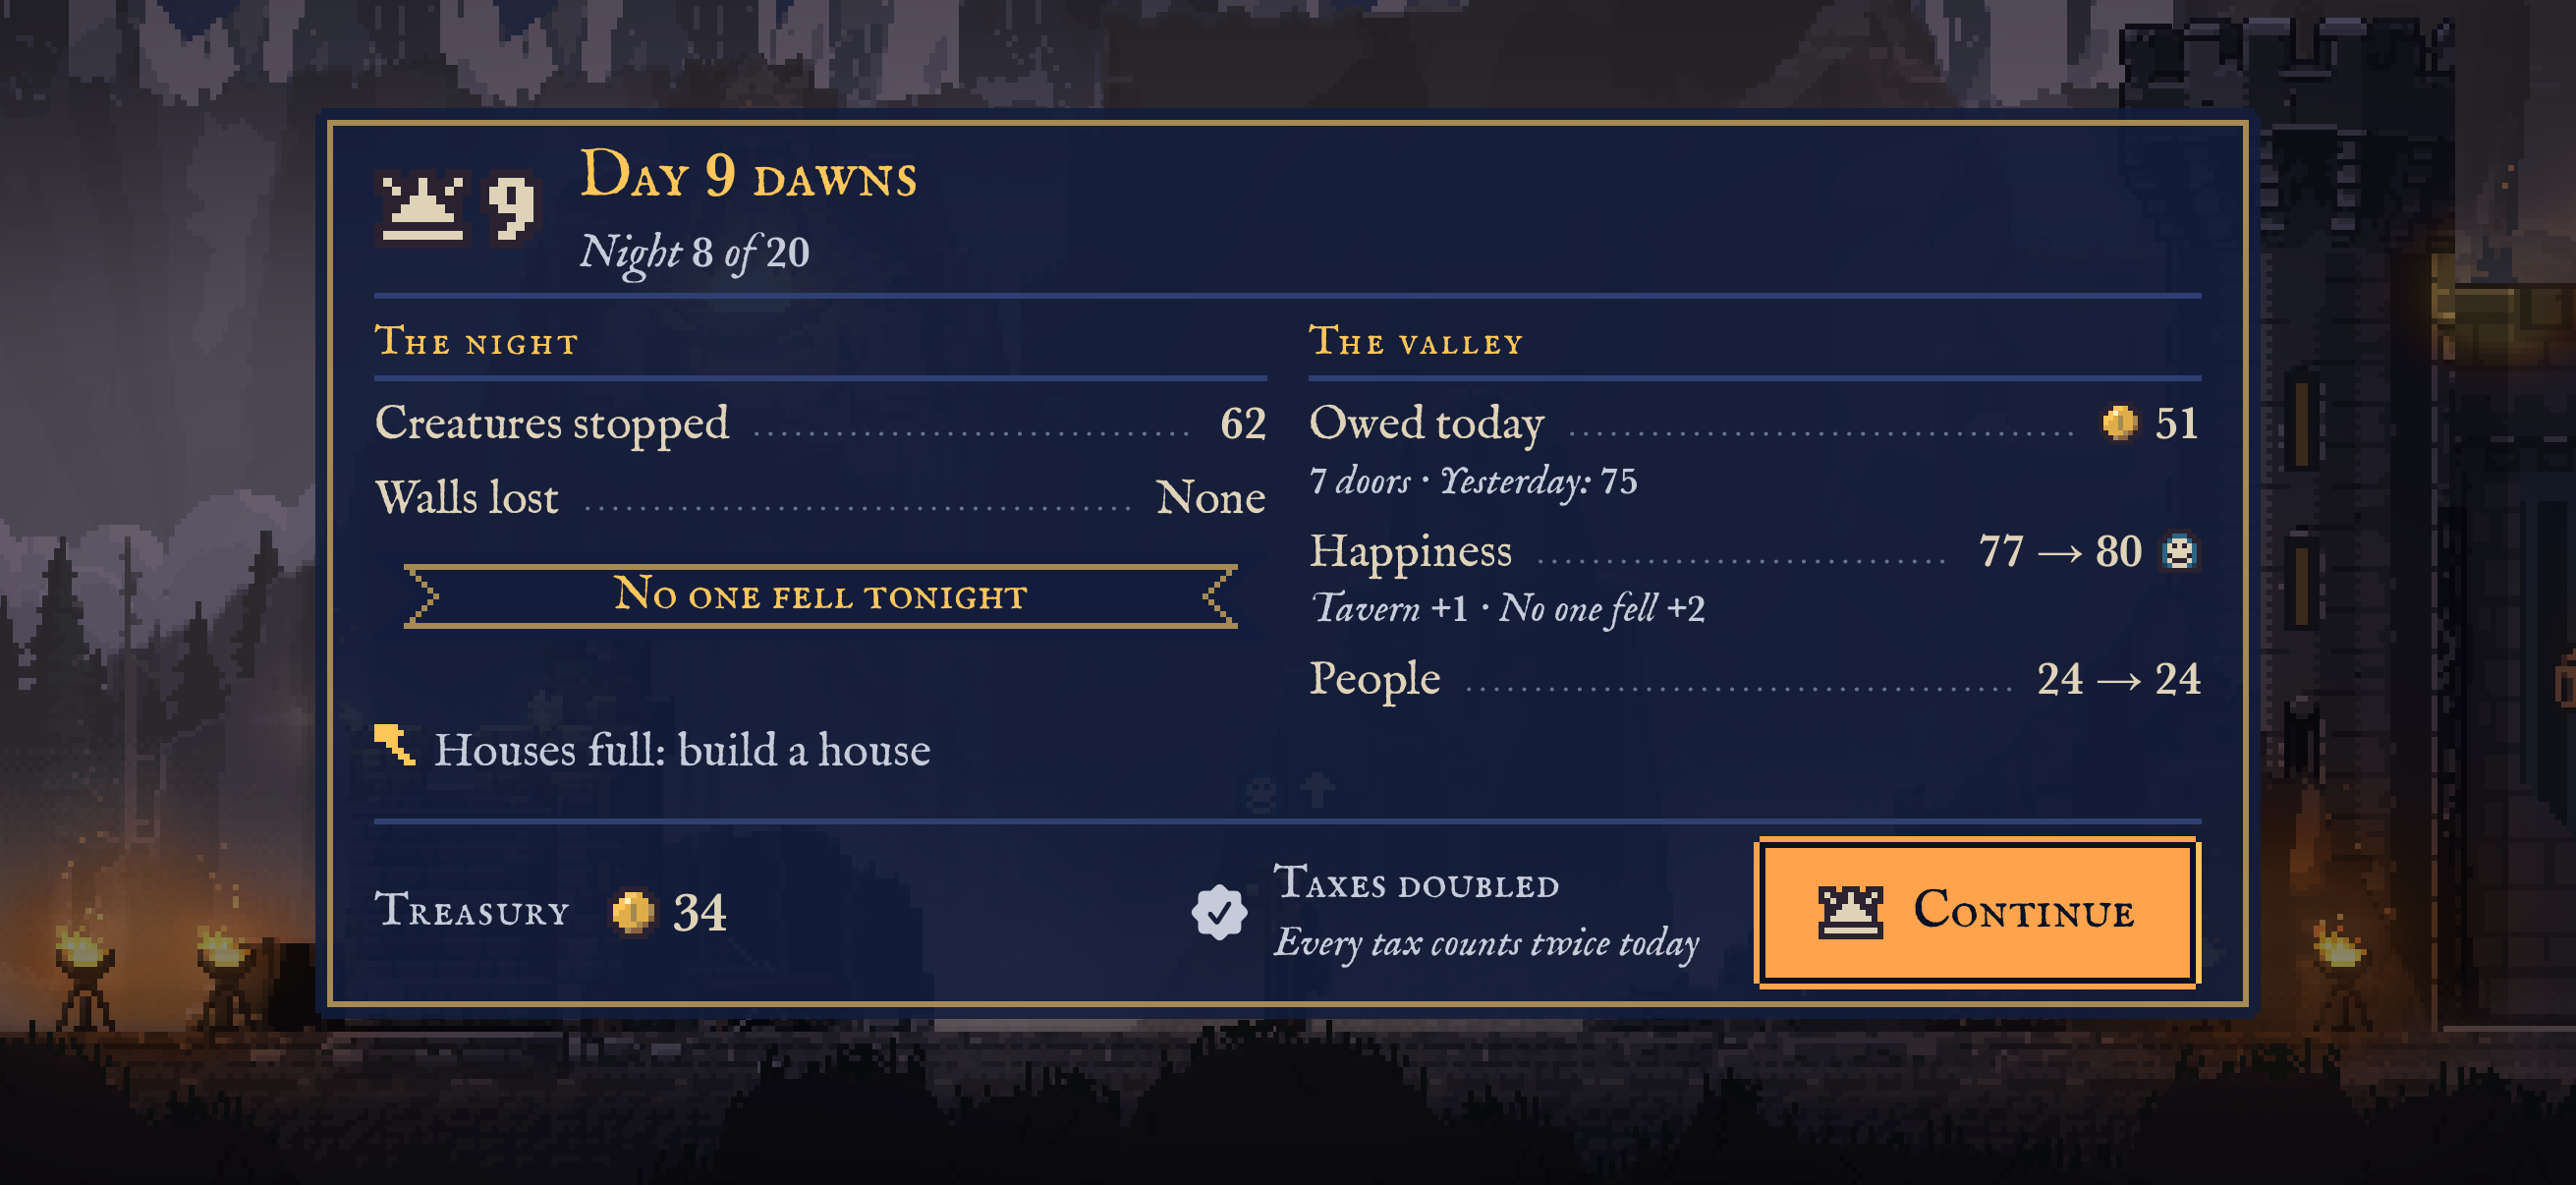 9
Day 9 dawns
Night 8 of 20
The night
Creatures stopped 62
Walls lost None
No one fell tonight
Houses full: build a house
The valley
Owed today 51
7 doors · Yesterday: 75
Happiness 77 → 80
Tavern +1 · No one fell +2
People 24 → 24
Treasury 34
Taxes doubled
Every tax counts twice today
Continue